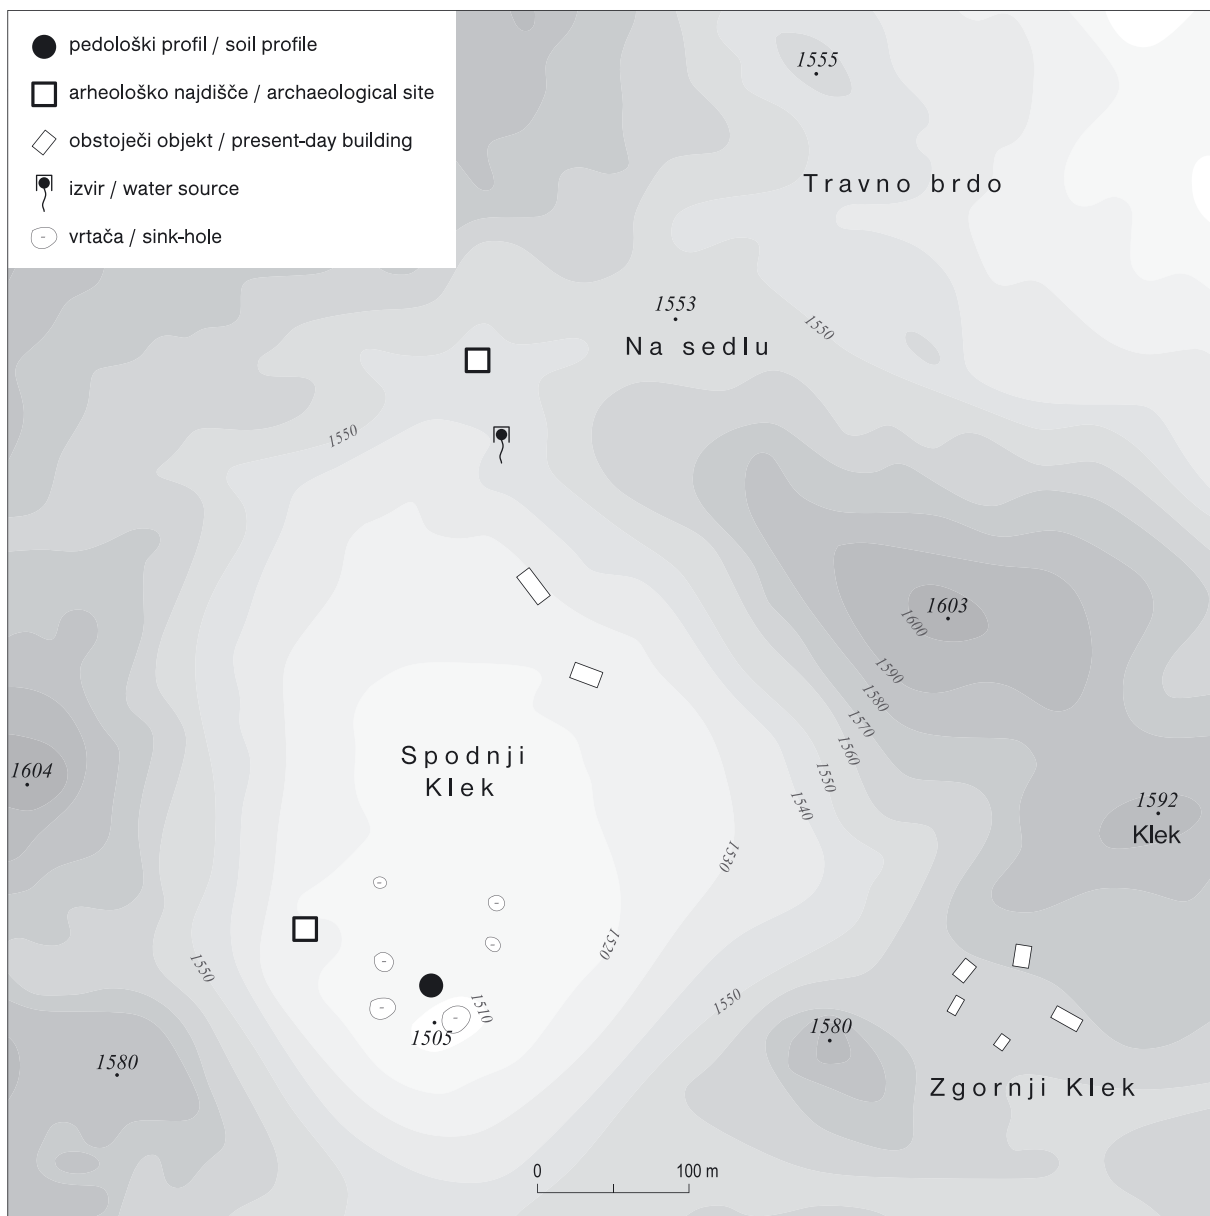 pedološki profil / soil profile
arheološko najdišče / archaeological site
obstoječi objekt / present-day building
izvir / water source
vrtača / sink-hole
1555
Travno brdo
1553
Na sedlu
1550
1550
1603
1600
1590
1580
1570
1560
1550
1540
1530
1520
Spodnji
Klek
1604
1592
Klek
1550
1510
1505
1550
1580
1580
Zgornji Klek
0 100 m